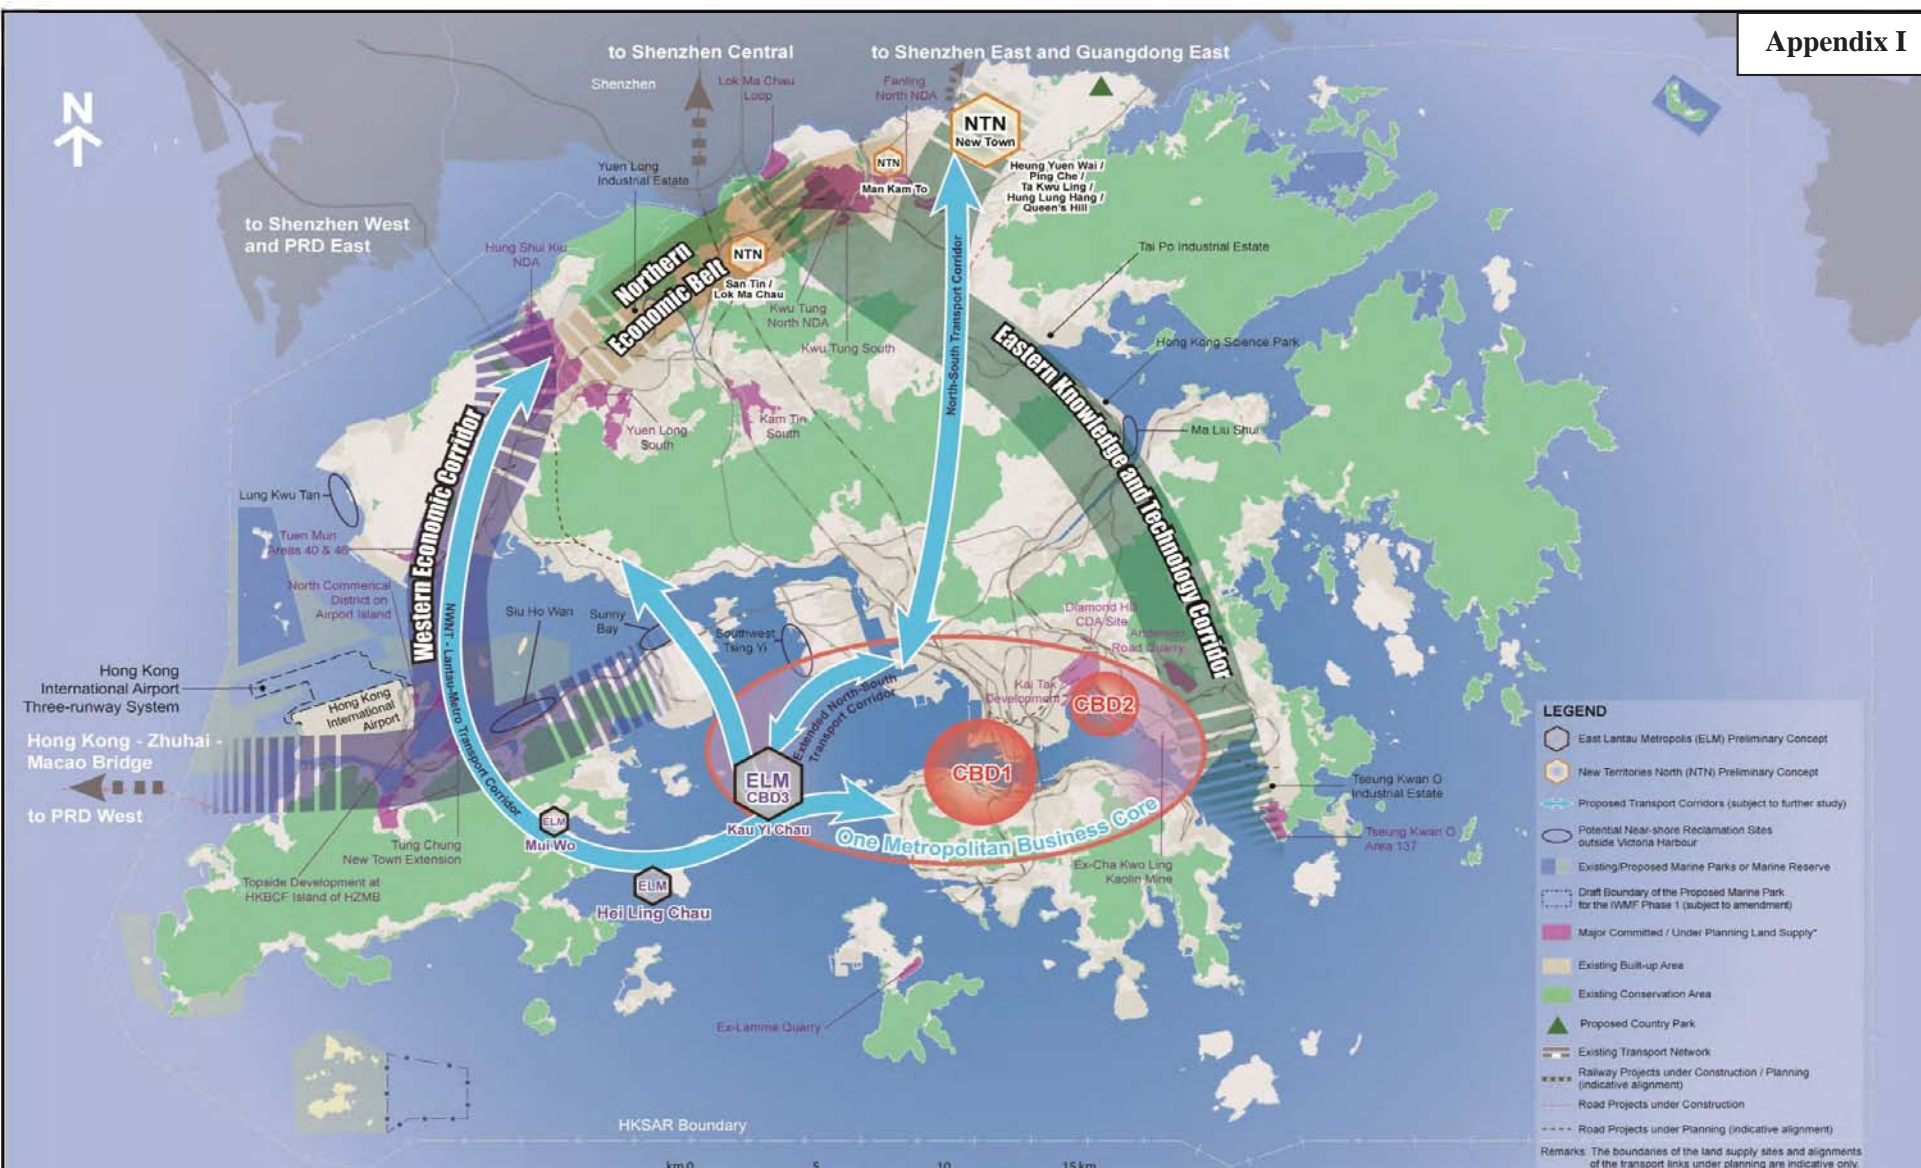 Appendix I
to Shenzhen Central
to Shenzhen East and Guangdong East
Shenzhen
Lok Ma Chau
Loop
Fanling
North NDA
N
NTN
New Town
Yuen Long
Industrial Estate
NTN
Man Kam To
Heung Yuen Wai /
Ping Che /
Ta Kwu Ling /
Hung Lung Hang /
Queen's Hill
to Shenzhen West
and PRD East
Hung Shui Kiu
NDA
Northern
Economic Belt
NTN
San Tin /
Lok Ma Chau
Tai Po Industrial Estate
Kwu Tung
North NDA
Kwu Tung South
North-South Transport Corridor
Eastern Knowledge and Technology Corridor
Hong Kong Science Park
Ma Liu Shui
Yuen Long
South
Kam Tin
South
Western Economic Corridor
Lung Kwu Tan
Tuen Mun
Areas 40 & 46
North Commerical
District on
Airport Island
NWNT - Lantau-Metro Transport Corridor
Siu Ho Wan
Sunny
Bay
Southwest
Tsing Yi
Diamond Hill
CDA Site
Anderson
Road Quarry
Hong Kong
International Airport
Three-runway System
Hong Kong
International
Airport
Kai Tak
Development
CBD2
Extended North-South
Transport Corridor
Hong Kong - Zhuhai -
Macao Bridge
to PRD West
ELM
CBD3
Kau Yi Chau
CBD1
One Metropolitan Business Core
Tseung Kwan O
Industrial Estate
Tseung Kwan O
Area 137
ELM
Mui Wo
Tung Chung
New Town Extension
Topside Development at
HKBCF Island of HZMB
ELM
Hei Ling Chau
Ex-Cha Kwo Ling
Kaolin Mine
Ex-Lamma Quarry
HKSAR Boundary
km 0 5 10 15 km
LEGEND
East Lantau Metropolis (ELM) Preliminary Concept
New Territories North (NTN) Preliminary Concept
Proposed Transport Corridors (subject to further study)
Potential Near-shore Reclamation Sites
outside Victoria Harbour
Existing/Proposed Marine Parks or Marine Reserve
Draft Boundary of the Proposed Marine Park
for the IWMF Phase 1 (subject to amendment)
Major Committed / Under Planning Land Supply*
Existing Built-up Area
Existing Conservation Area
Proposed Country Park
Existing Transport Network
Railway Projects under Construction / Planning
(indicative alignment)
Road Projects under Construction
Road Projects under Planning (indicative alignment)
Remarks: The boundaries of the land supply sites and alignments
of the transport links under planning are indicative only.